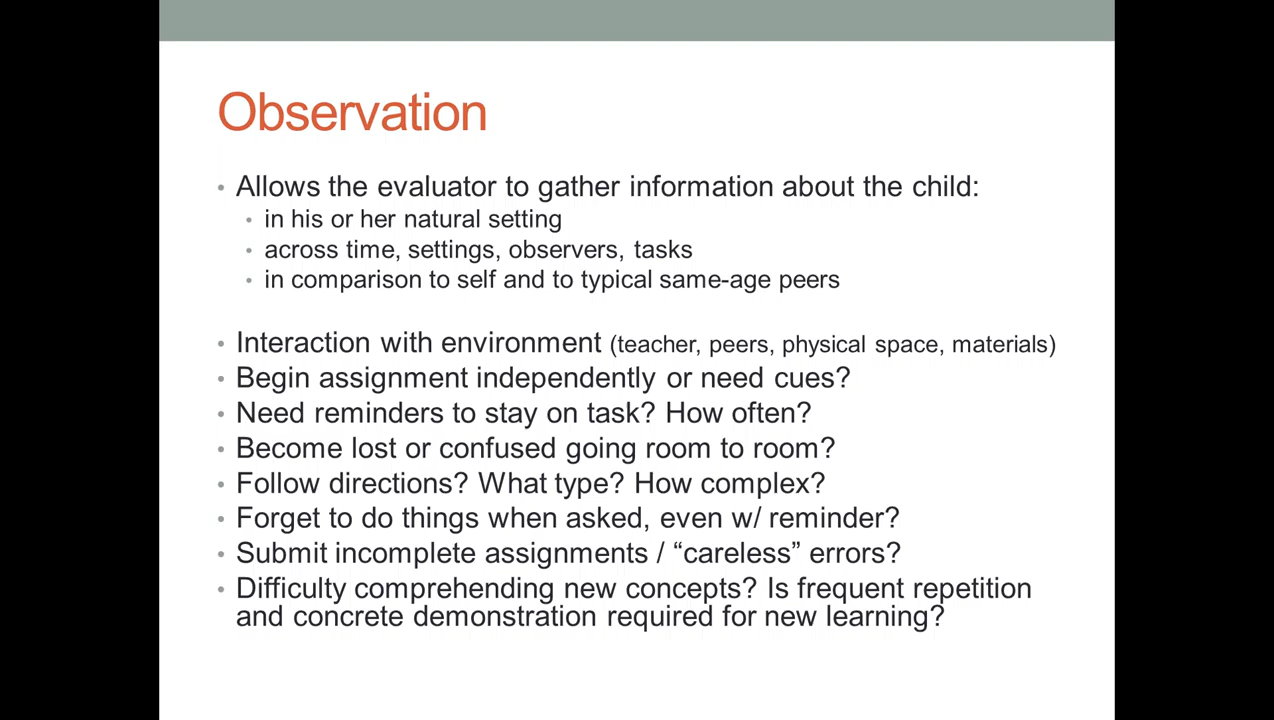 Observation
• Allows the evaluator to gather information about the child:
• in his or her natural setting
• across time, settings, observers, tasks
• in comparison to self and to typical same-age peers
• Interaction with environment (teacher, peers, physical space, materials)
• Begin assignment independently or need cues?
• Need reminders to stay on task? How often?
• Become lost or confused going room to room?
• Follow directions? What type? How complex?
• Forget to do things when asked, even w/ reminder?
• Submit incomplete assignments / “careless” errors?
• Difficulty comprehending new concepts? Is frequent repetition
and concrete demonstration required for new learning?